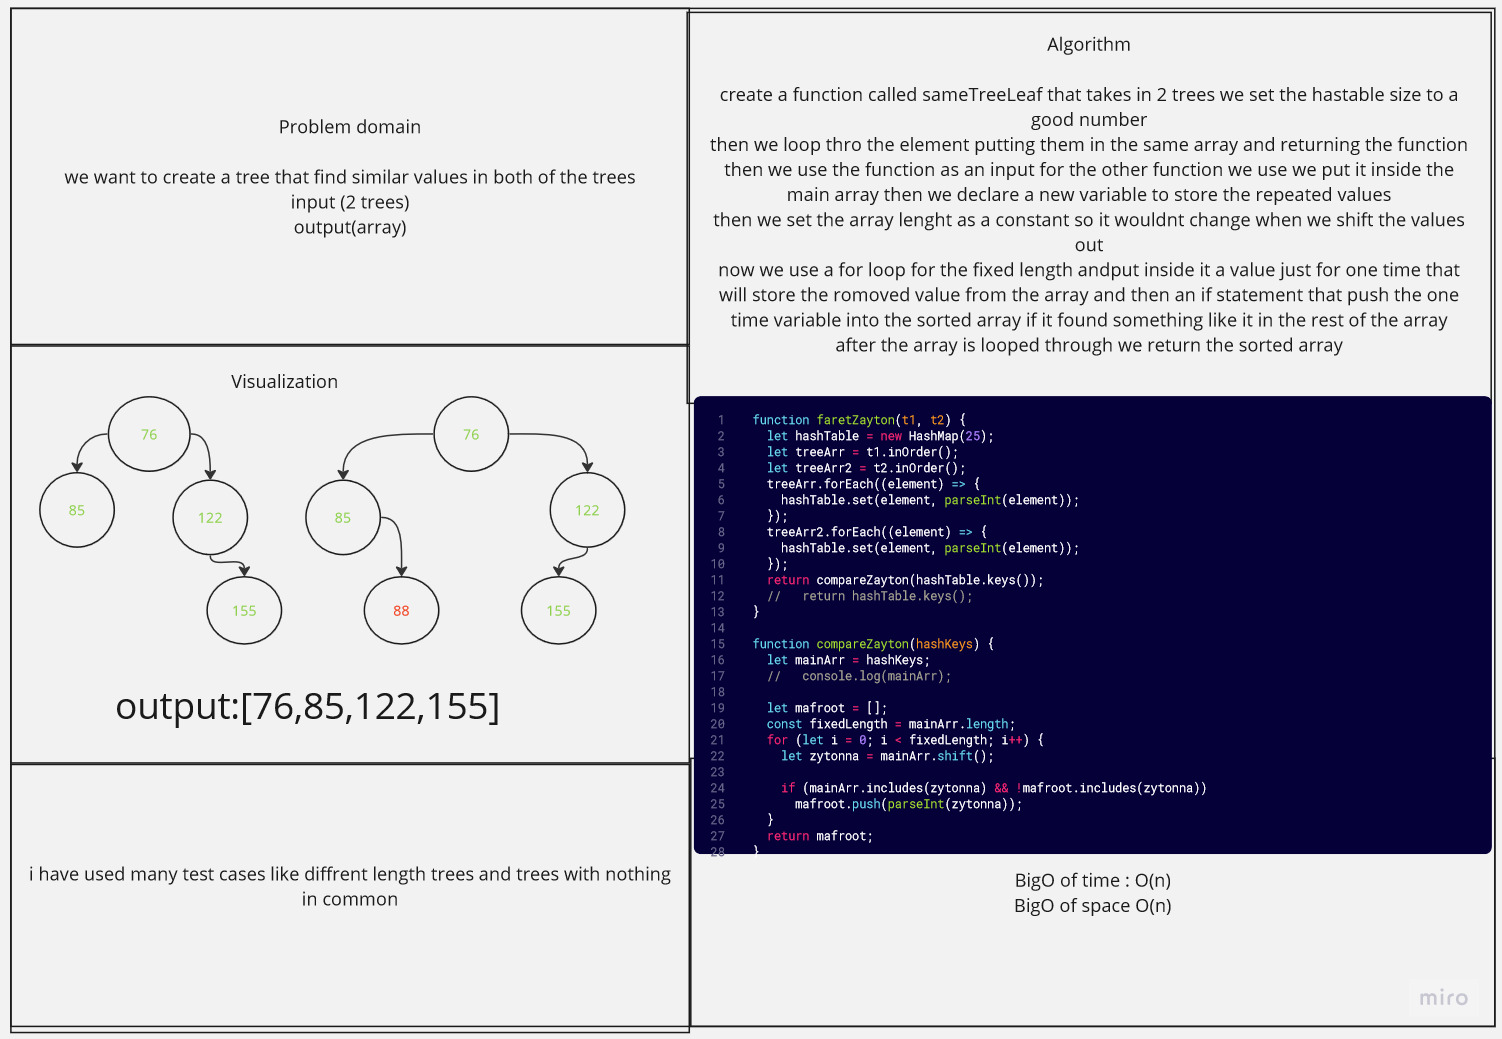 Problem domain
we want to create a tree that find similar values in both of the trees
input (2 trees)
output(array)
Visualization
76
85
122
155
76
85
122
88
155
output:[76,85,122,155]
i have used many test cases like diffrent length trees and trees with nothing
in common
Algorithm
create a function called sameTreeLeaf that takes in 2 trees we set the hastable size to a
good number
then we loop thro the element putting them in the same array and returning the function
then we use the function as an input for the other function we use we put it inside the
main array then we declare a new variable to store the repeated values
then we set the array lenght as a constant so it wouldnt change when we shift the values
out
now we use a for loop for the fixed length andput inside it a value just for one time that
will store the romoved value from the array and then an if statement that push the one
time variable into the sorted array if it found something like it in the rest of the array
after the array is looped through we return the sorted array
1 function faretZayton(t1, t2) {
2 let hashTable = new HashMap(25);
3 let treeArr = t1.inOrder();
4 let treeArr2 = t2.inOrder();
5 treeArr.forEach((element) => {
6 hashTable.set(element, parseInt(element));
7 });
8 treeArr2.forEach((element) => {
9 hashTable.set(element, parseInt(element));
10 });
11 return compareZayton(hashTable.keys());
12 // return hashTable.keys();
13 }
14
15 function compareZayton(hashKeys) {
16 let mainArr = hashKeys;
17 // console.log(mainArr);
18
19 let mafroot = [];
20 const fixedLength = mainArr.length;
21 for (let i = 0; i < fixedLength; i++) {
22 let zytonna = mainArr.shift();
23
24 if (mainArr.includes(zytonna) && !mafroot.includes(zytonna))
25 mafroot.push(parseInt(zytonna));
26 }
27 return mafroot;
28 }
BigO of time : O(n)
BigO of space O(n)
miro